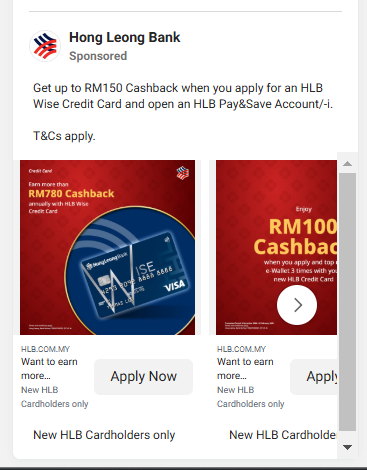 Hong Leong Bank
Sponsored
Get up to RM150 Cashback when you apply for an HLB
Wise Credit Card and open an HLB Pay&Save Account/-i.
T&Cs apply.
Credit Card
Earn more than
RM780 Cashback
annually with HLB Wise
Credit Card
HongLeong Bank
WISE
VISA
Enjoy
RM100
Cashbac
when you apply and top
e-Wallet 3 times with you
new HLB Credit Card
HLB.COM.MY
Want to earn
more...
New HLB
Cardholders only
Apply Now
HLB.COM.MY
Want to earn
more...
New HLB
Cardholders only
Apply
New HLB Cardholders only
New HLB Cardholde